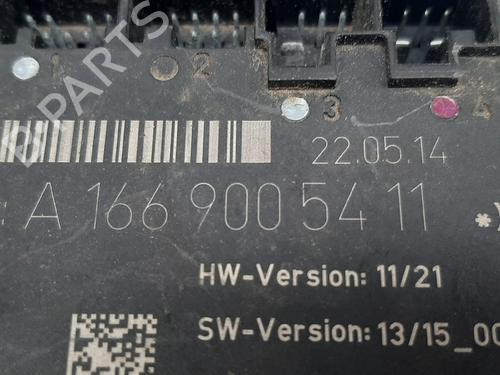 1 2 3 4
22.05.14
A 166 900 54 11
HW-Version: 11/21
SW-Version: 13/15_00
B-PARTS